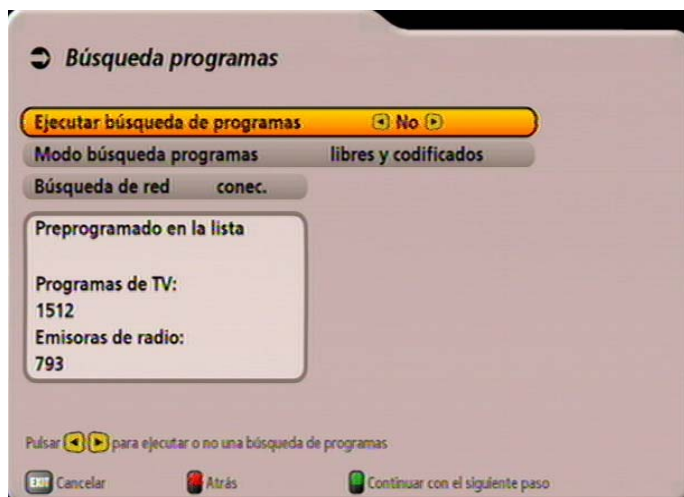 Búsqueda programas
Ejecutar búsqueda de programas No
Modo búsqueda programas libres y codificados
Búsqueda de red conec.
Preprogramado en la lista
Programas de TV:
1512
Emisoras de radio:
793
Pulsar para ejecutar o no una búsqueda de programas
EXIT Cancelar Atrás Continuar con el siguiente paso